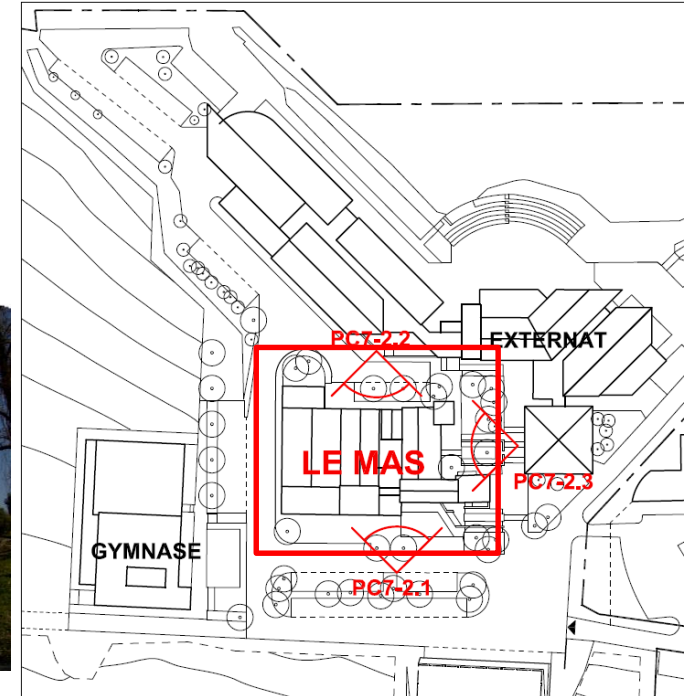 PC7-2.2
EXTERNAT
LE MAS
PC7-2.3
GYMNASE
PC7-2.1